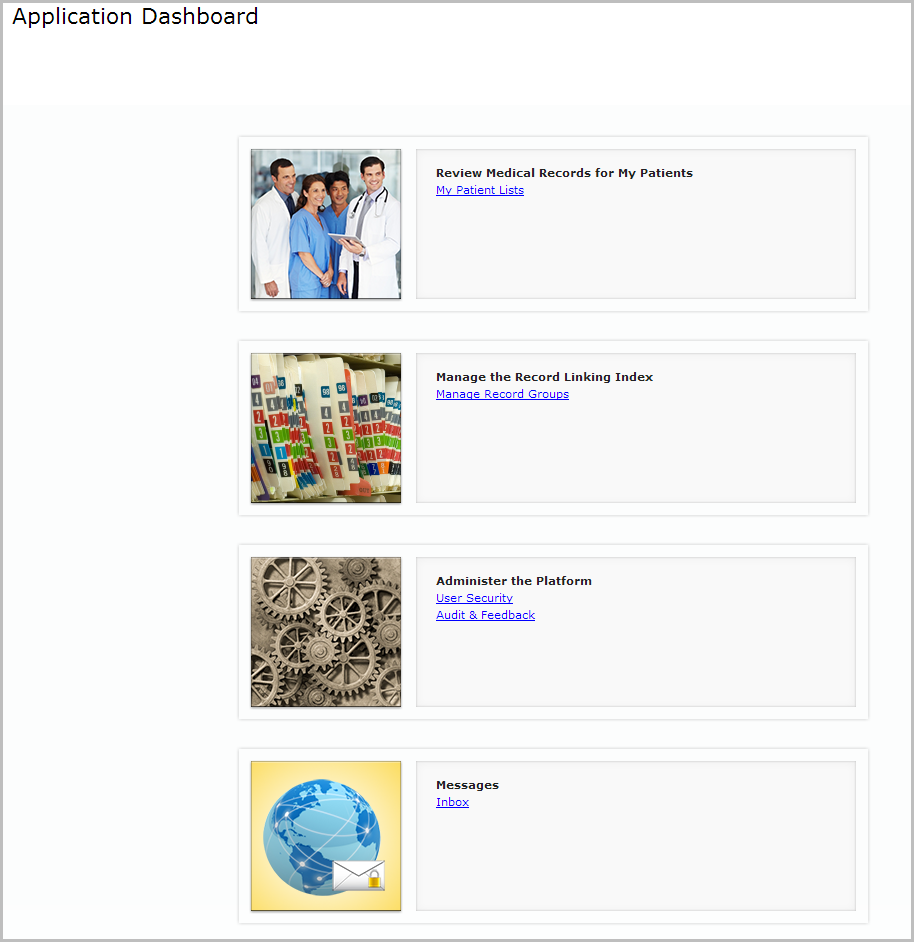 Application Dashboard
Review Medical Records for My Patients
My Patient Lists
Manage the Record Linking Index
Manage Record Groups
Administer the Platform
User Security
Audit & Feedback
Messages
Inbox